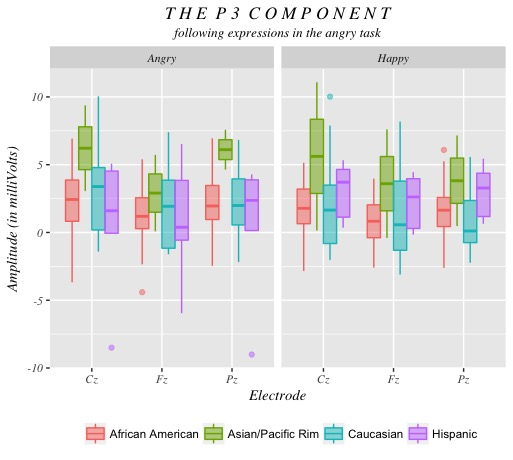 THE P3 COMPONENT
following expressions in the angry task
Angry
Happy
Amplitude (in milliVolts)
10
5
0
-5
-10
Cz
Fz
Pz
Cz
Fz
Pz
Electrode
African American
Asian/Pacific Rim
Caucasian
Hispanic